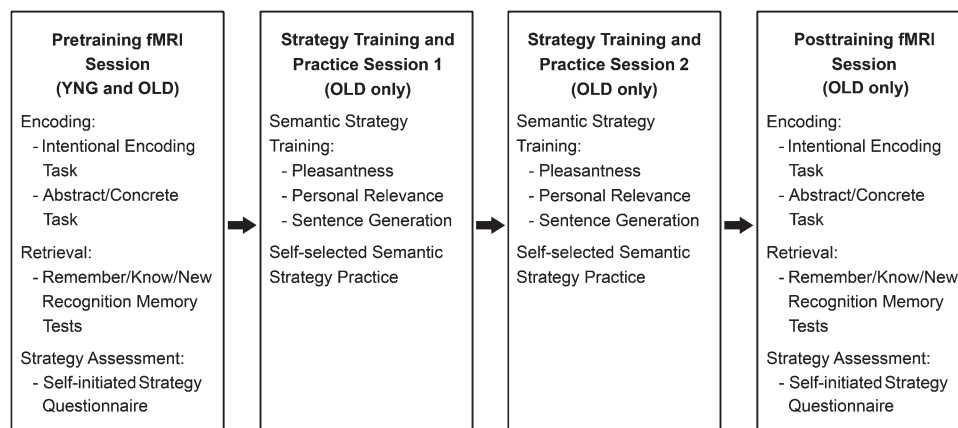 Pretraining fMRI
Session
(YNG and OLD)
Encoding:
- Intentional Encoding
Task
- Abstract/Concrete
Task
Retrieval:
- Remember/Know/New
Recognition Memory
Tests
Strategy Assessment:
- Self-initiated Strategy
Questionnaire
Strategy Training and
Practice Session 1
(OLD only)
Semantic Strategy
Training:
- Pleasantness
- Personal Relevance
- Sentence Generation
Self-selected Semantic
Strategy Practice
Strategy Training and
Practice Session 2
(OLD only)
Semantic Strategy
Training:
- Pleasantness
- Personal Relevance
- Sentence Generation
Self-selected Semantic
Strategy Practice
Posttraining fMRI
Session
(OLD only)
Encoding:
- Intentional Encoding
Task
- Abstract/Concrete
Task
Retrieval:
- Remember/Know/New
Recognition Memory
Tests
Strategy Assessment:
- Self-initiated Strategy
Questionnaire